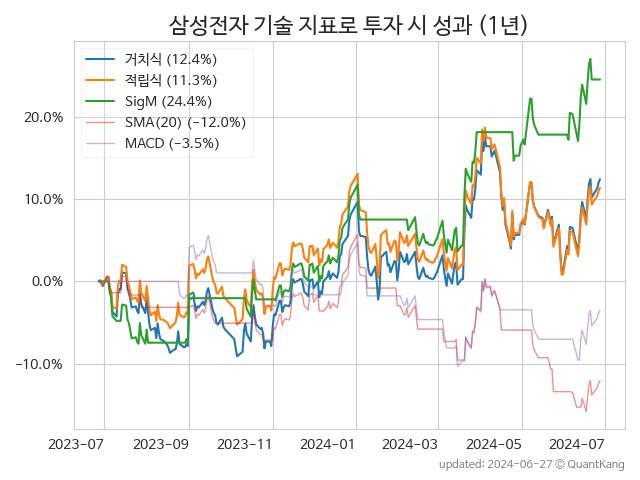 삼성전자 기술 지표로 투자 시 성과 (1년)
거치식 (12.4%)
적립식 (11.3%)
SigM (24.4%)
SMA(20) (−12.0%)
MACD (−3.5%)
20.0%
10.0%
0.0%
−10.0%
2023-07 2023-09 2023-11 2024-01 2024-03 2024-05 2024-07
updated: 2024-06-27 © QuantKang